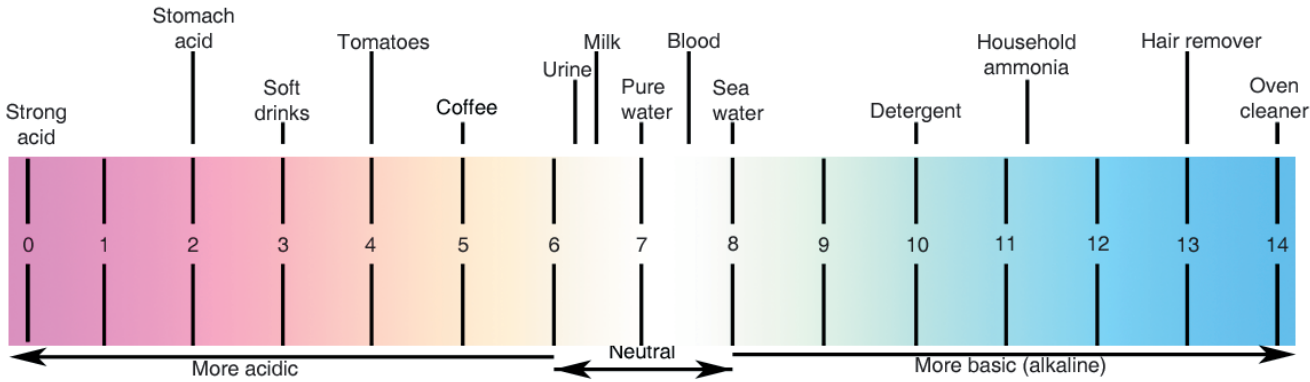 Strong
acid
Stomach
acid
Soft
drinks
Tomatoes
Coffee
Urine
Milk
Pure
water
Blood
Sea
water
Detergent
Household
ammonia
Hair remover
Oven
cleaner
0 1 2 3 4 5 6 7 8 9 10 11 12 13 14
More acidic
Neutral
More basic (alkaline)